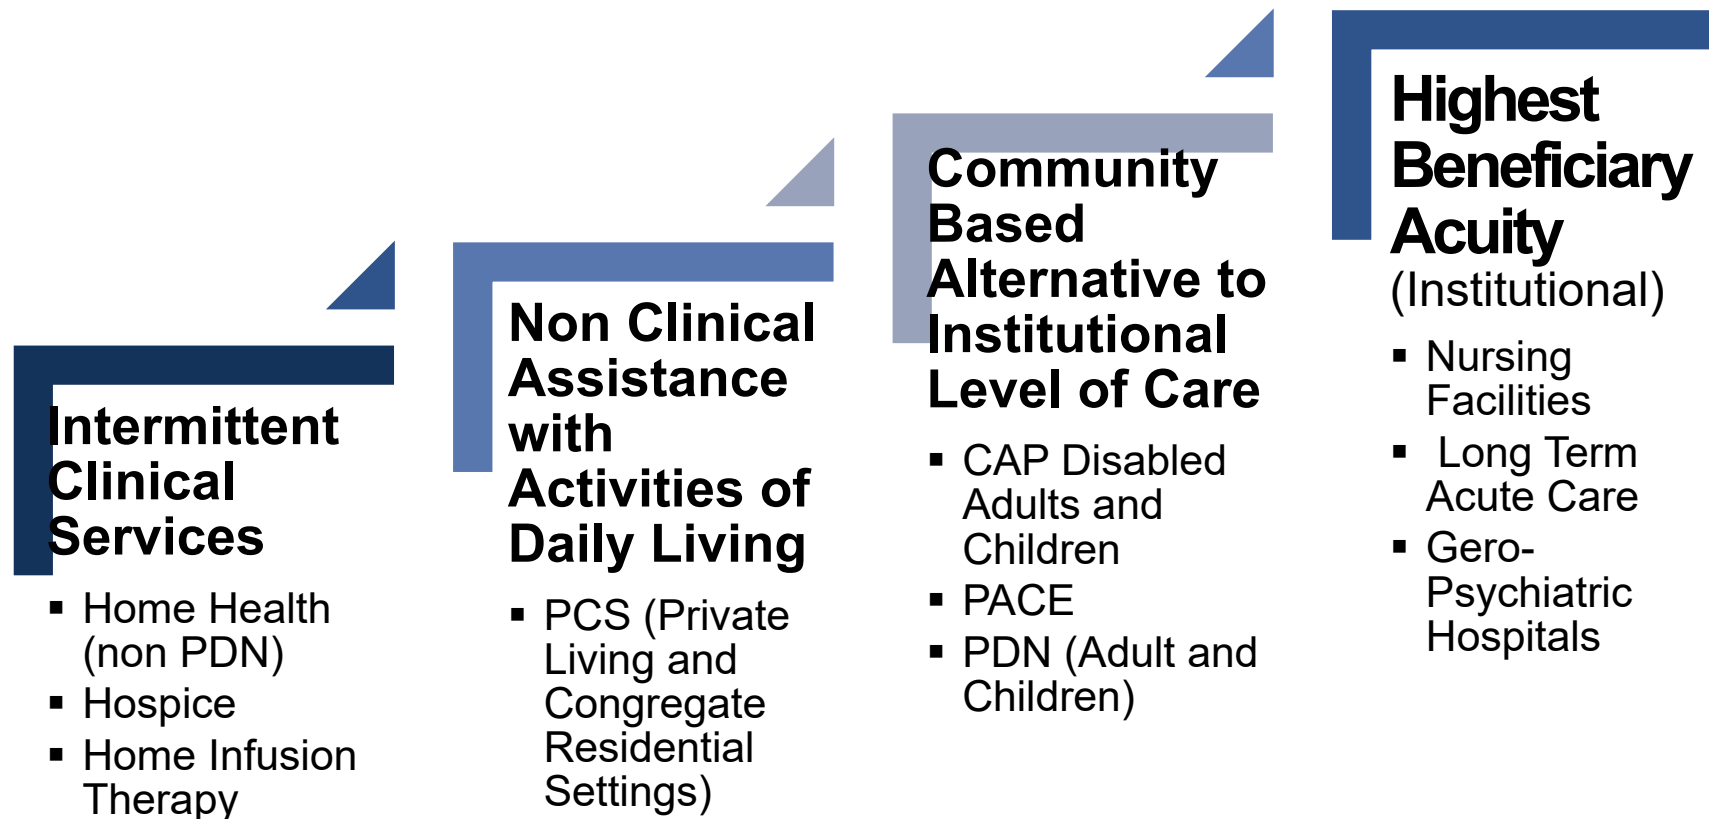 Intermittent
Clinical
Services
▪ Home Health
(non PDN)
▪ Hospice
▪ Home Infusion
Therapy
Non Clinical
Assistance
with
Activities of
Daily Living
▪ PCS (Private
Living and
Congregate
Residential
Settings)
Community
Based
Alternative to
Institutional
Level of Care
▪ CAP Disabled
Adults and
Children
▪ PACE
▪ PDN (Adult and
Children)
Highest
Beneficiary
Acuity
(Institutional)
▪ Nursing
Facilities
▪ Long Term
Acute Care
▪ Gero-
Psychiatric
Hospitals